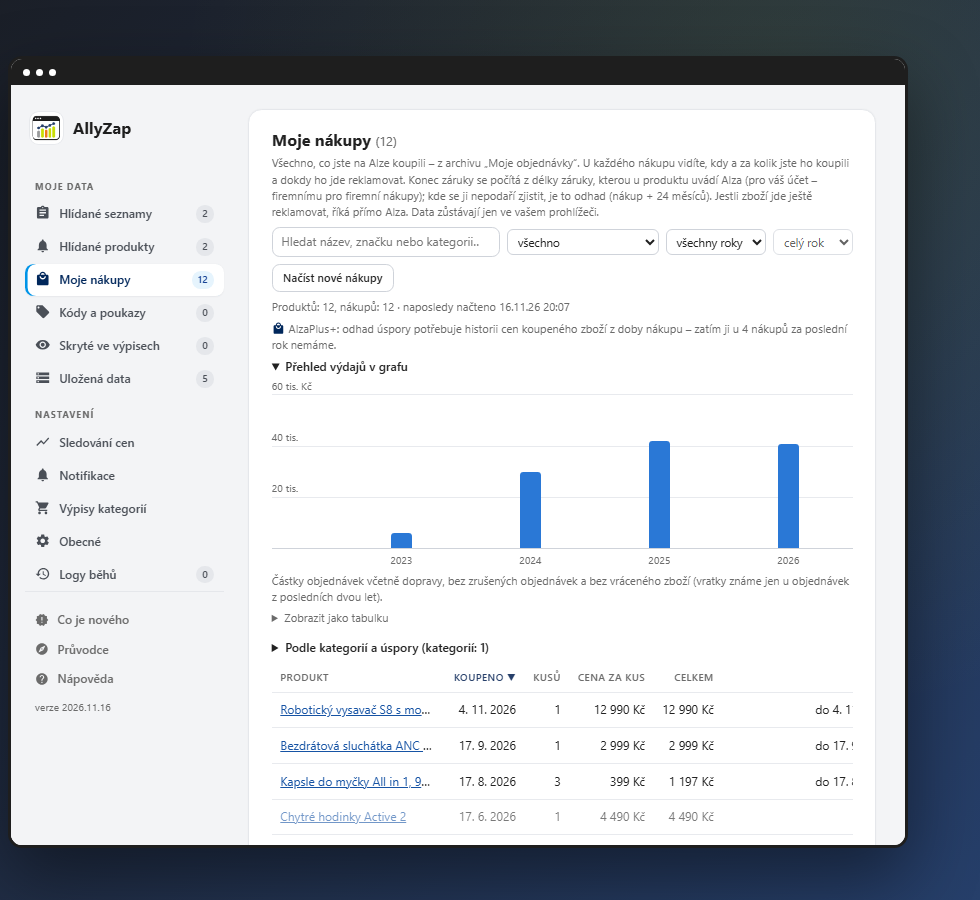 AllyZap
MOJE DATA
Hlídané seznamy 2
Hlídané produkty 2
Moje nákupy 12
Kódy a poukazy 0
Skryté ve výpisech 0
Uložená data 5
NASTAVENÍ
Sledování cen
Notifikace
Výpisy kategorií
Obecné
Logy běhů 0
Co je nového
Průvodce
Nápověda
verze 2026.11.16
Moje nákupy (12)
Všechno, co jste na Alze koupili – z archivu „Moje objednávky“. U každého nákupu vidíte, kdy a za kolik jste ho koupili
a dokdy ho jde reklamovat. Konec záruky se počítá z délky záruky, kterou u produktu uvádí Alza (pro váš účet –
firemnímu pro firemní nákupy); kde se ji nepodaří zjistit, je to odhad (nákup + 24 měsíců). Jestli zboží jde ještě
reklamovat, říká přímo Alza. Data zůstávají jen ve vašem prohlížeči.
Hledat název, značku nebo kategorii..
všechno
všechny roky
celý rok
Načíst nové nákupy
Produktů: 12, nákupů: 12 · naposledy načteno 16.11.26 20:07
AlzaPlus+: odhad úspory potřebuje historii cen koupeného zboží z doby nákupu – zatím ji u 4 nákupů za poslední
rok nemáme.
▼ Přehled výdajů v grafu
60 tis. Kč
40 tis.
20 tis.
2023 2024 2025 2026
Částky objednávek včetně dopravy, bez zrušených objednávek a bez vráceného zboží (vratky známe jen u objednávek
z posledních dvou let).
▶ Zobrazit jako tabulku
▶ Podle kategorií a úspory (kategorií: 1)
PRODUKT KOUPENO ▼ KUSŮ CENA ZA KUS CELKEM
Robotický vysavač S8 s mo... 4. 11. 2026 1 12 990 Kč 12 990 Kč do 4. 1
Bezdrátová sluchátka ANC ... 17. 9. 2026 1 2 999 Kč 2 999 Kč do 17.
Kapsle do myčky All in 1, 9... 17. 8. 2026 3 399 Kč 1 197 Kč do 17.
Chytré hodinky Active 2 17. 6. 2026 1 4 490 Kč 4 490 Kč